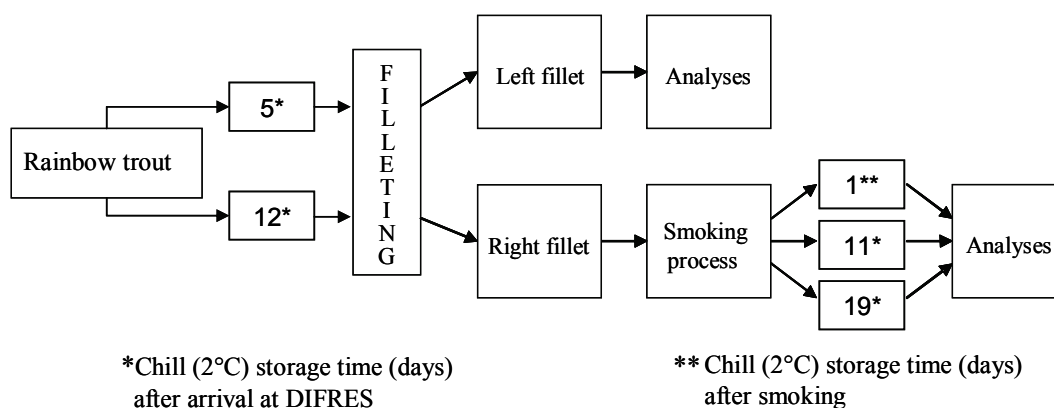 Rainbow trout
5*
12*
FILLETING
Left fillet
Analyses
Right fillet
Smoking
process
1**
11*
19*
Analyses
*Chill (2°C) storage time (days)
after arrival at DIFRES
** Chill (2°C) storage time (days)
after smoking